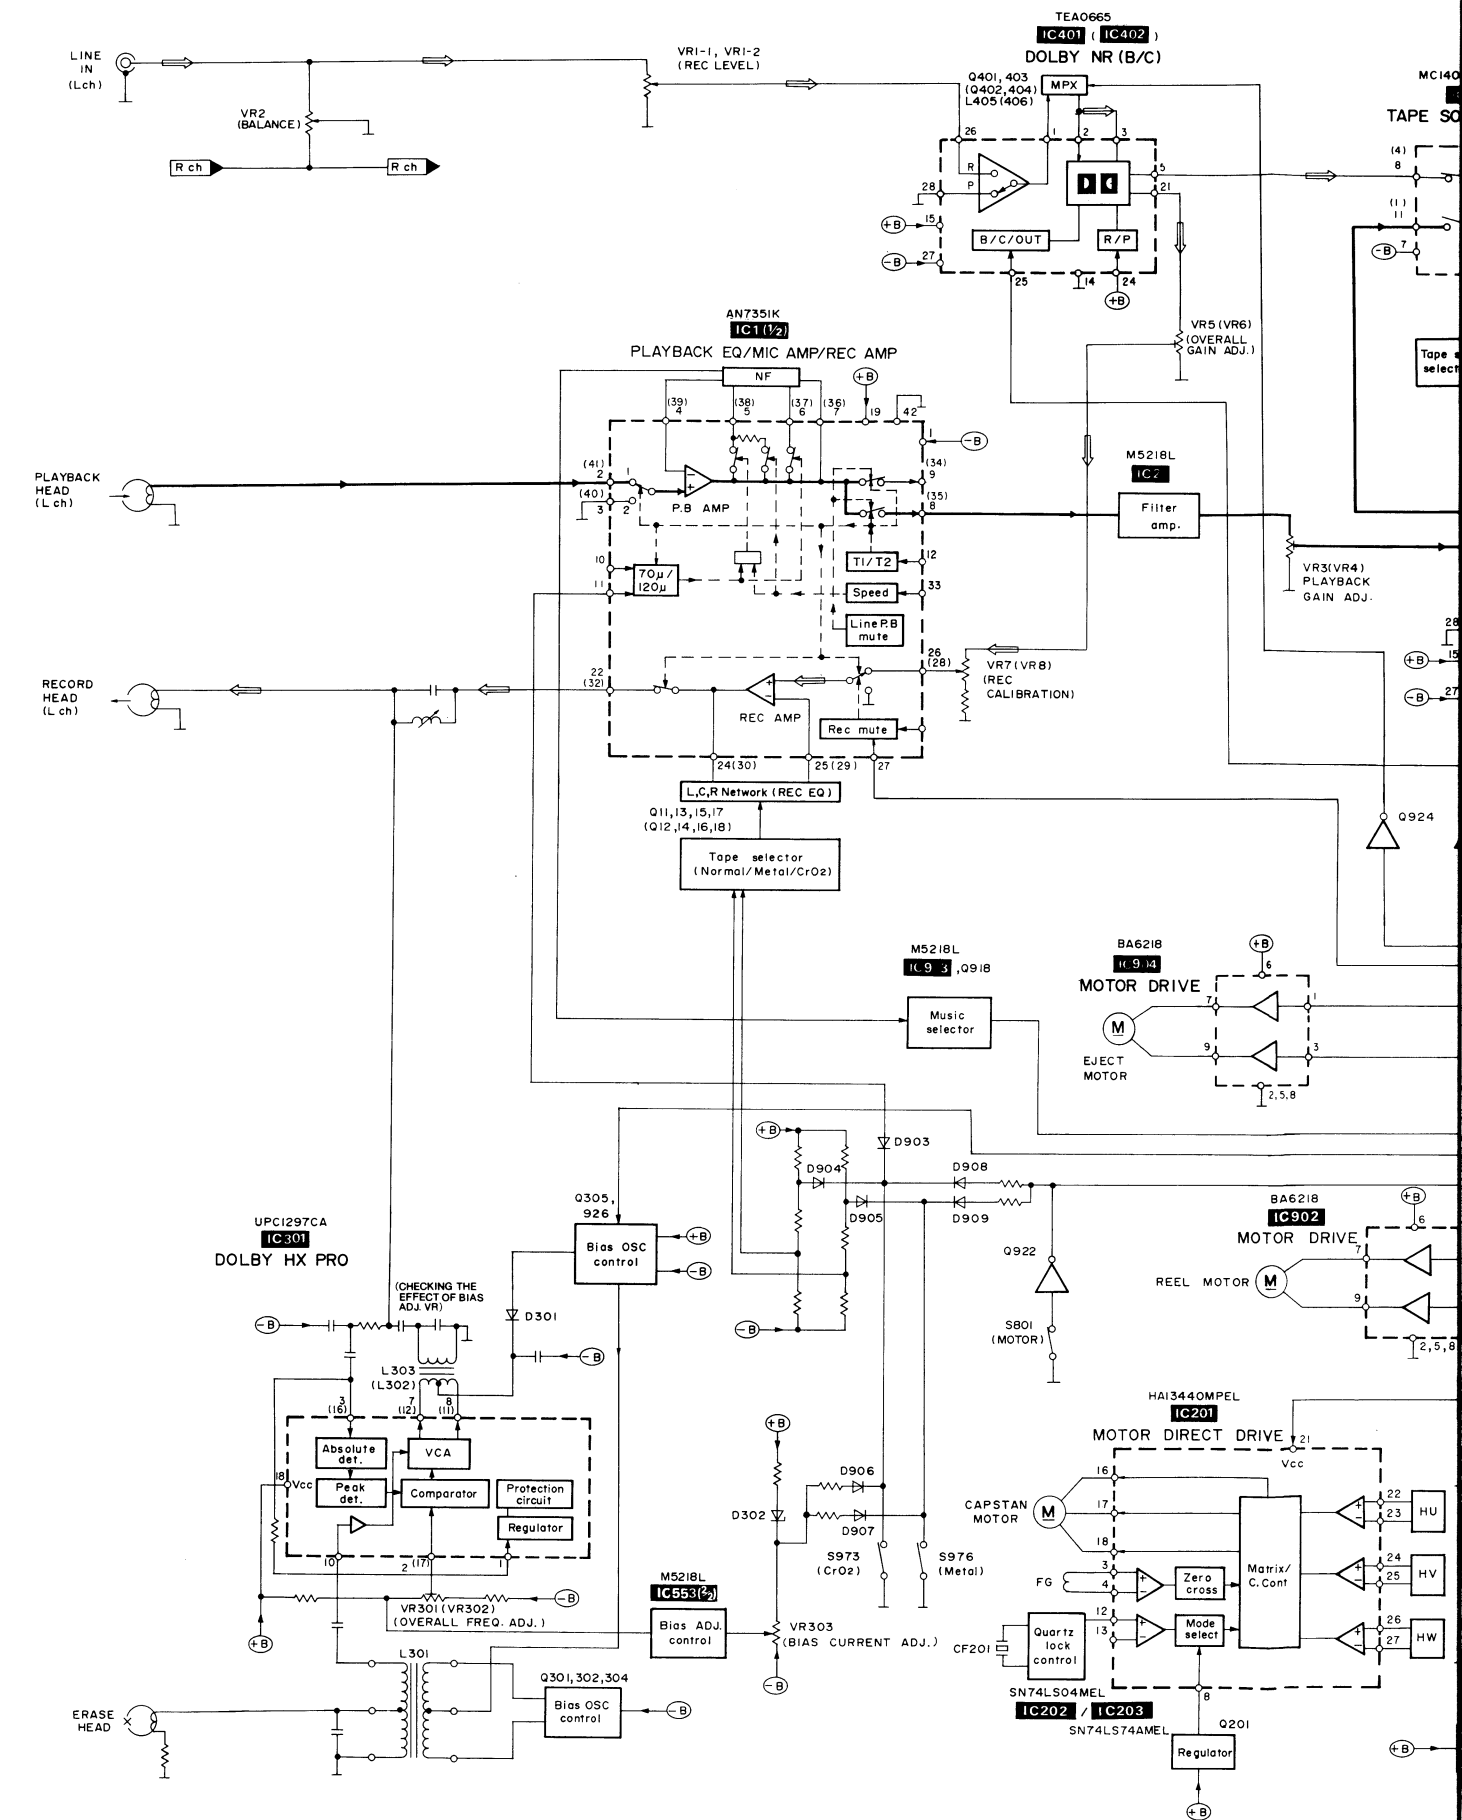 LINE
IN
(Lch)
VR2
(BALANCE)
R ch
R ch
VR1-1, VR1-2
(REC LEVEL)
TEA0665
IC401 ( IC402 )
DOLBY NR (B/C)
Q401, 403
(Q402, 404)
L405 (406)
MPX
26
1
2
3
R
P
28
15
27
+B
-B
B/C/OUT
R/P
5
21
25
14
24
+B
MC140
TAPE SO
(4)
8
(1)
11
-B
7
VR5 (VR6)
(OVERALL
GAIN ADJ.)
Tape s
select
AN7351K
IC1(1/2)
PLAYBACK EQ/MIC AMP/REC AMP
NF
+B
(39)
4
(38)
5
(37)
6
(36)
7
19
42
1
-B
PLAYBACK
HEAD
(L ch)
(41)
2
(40)
3
1
2
P.B AMP
(34)
9
(35)
8
M5218L
IC2
Filter
amp.
VR3(VR4)
PLAYBACK
GAIN ADJ.
10
11
70μ/
120μ
T1/T2
12
Speed
33
Line P.B
mute
26
(28)
VR7 (VR8)
(REC
CALIBRATION)
28
+B
15
-B
27
RECORD
HEAD
(L ch)
22
(32)
REC AMP
Rec mute
24(30)
25(29)
27
L,C,R Network (REC EQ)
Q11,13,15,17
(Q12,14,16,18)
Tape selector
(Normal/Metal/CrO2)
Q924
M5218L
IC9 3 ,Q918
Music
selector
BA6218
IC904
MOTOR DRIVE
+B
6
7
9
1
3
M
EJECT
MOTOR
2,5,8
+B
D903
D904
D908
D905
D909
-B
Q922
S801
(MOTOR)
BA6218
IC902
MOTOR DRIVE
+B
6
7
9
REEL MOTOR
M
2,5,8
Q305,
926
Bias OSC
control
+B
-B
UPC1297CA
IC301
DOLBY HX PRO
(CHECKING THE
EFFECT OF BIAS
ADJ. VR)
-B
D301
-B
L303
(L302)
3
(16)
7
(12)
8
(11)
18
Vcc
Absolute
det.
VCA
Peak
det.
Comparator
Protection
circuit
Regulator
10
2
(17)
1
VR301 (VR302)
(OVERALL FREQ. ADJ.)
-B
+B
M5218L
IC553(2/2)
Bias ADJ.
control
+B
D302
D906
D907
S973
(CrO2)
S976
(Metal)
VR303
(BIAS CURRENT ADJ.)
-B
L301
Q301,302,304
Bias OSC
control
-B
ERASE
HEAD
HA13440MPEL
IC201
MOTOR DIRECT DRIVE
21
Vcc
CAPSTAN
MOTOR
M
16
17
18
FG
3
4
Zero
cross
Matrix/
C.Cont
22
23
HU
24
25
HV
26
27
HW
CF201
Quartz
lock
control
12
13
Mode
select
SN74LS04MEL
IC202 / IC203
SN74LS74AMEL
8
Q201
Regulator
+B
+B